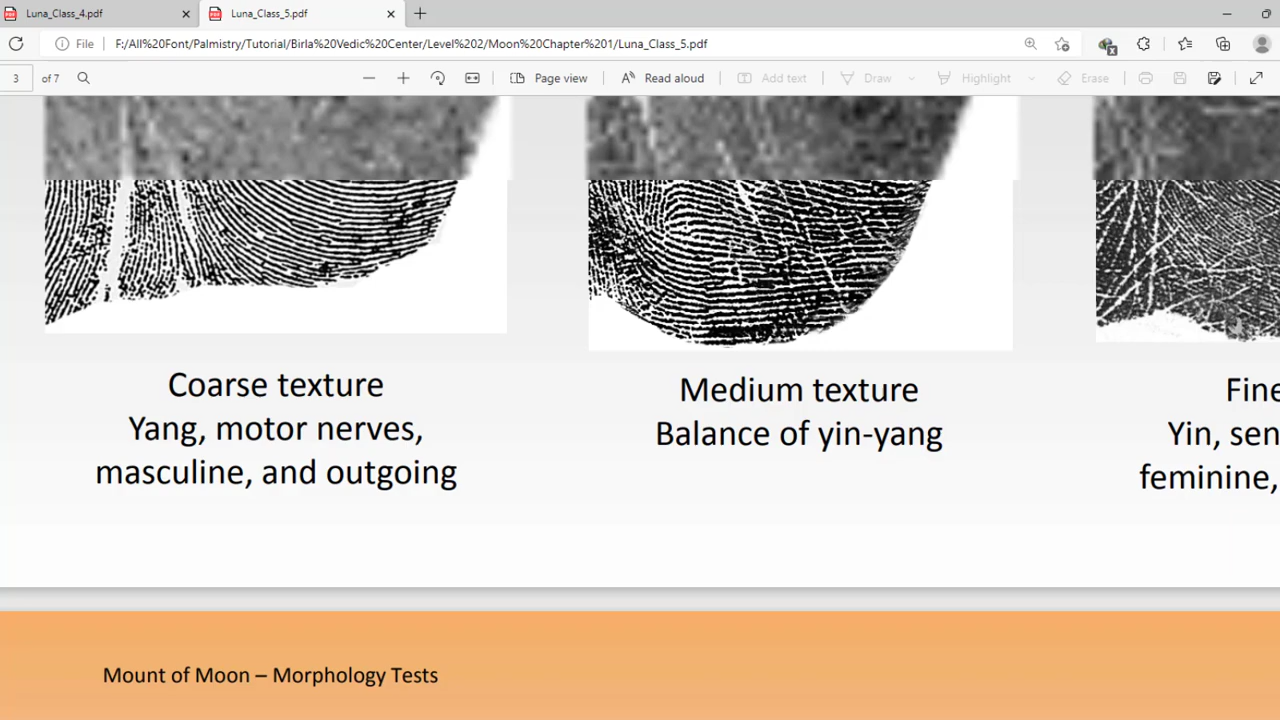 Luna_Class_4.pdf
Luna_Class_5.pdf
File
F:/All%20Font/Palmistry/Tutorial/Birla%20Vedic%20Center/Level%202/Moon%20Chapter%201/Luna_Class_5.pdf
3 of 7
Page view
Read aloud
Add text
Draw
Highlight
Erase
Coarse texture
Yang, motor nerves,
masculine, and outgoing
Medium texture
Balance of yin-yang
Fine
Yin, sen
feminine,
Mount of Moon – Morphology Tests